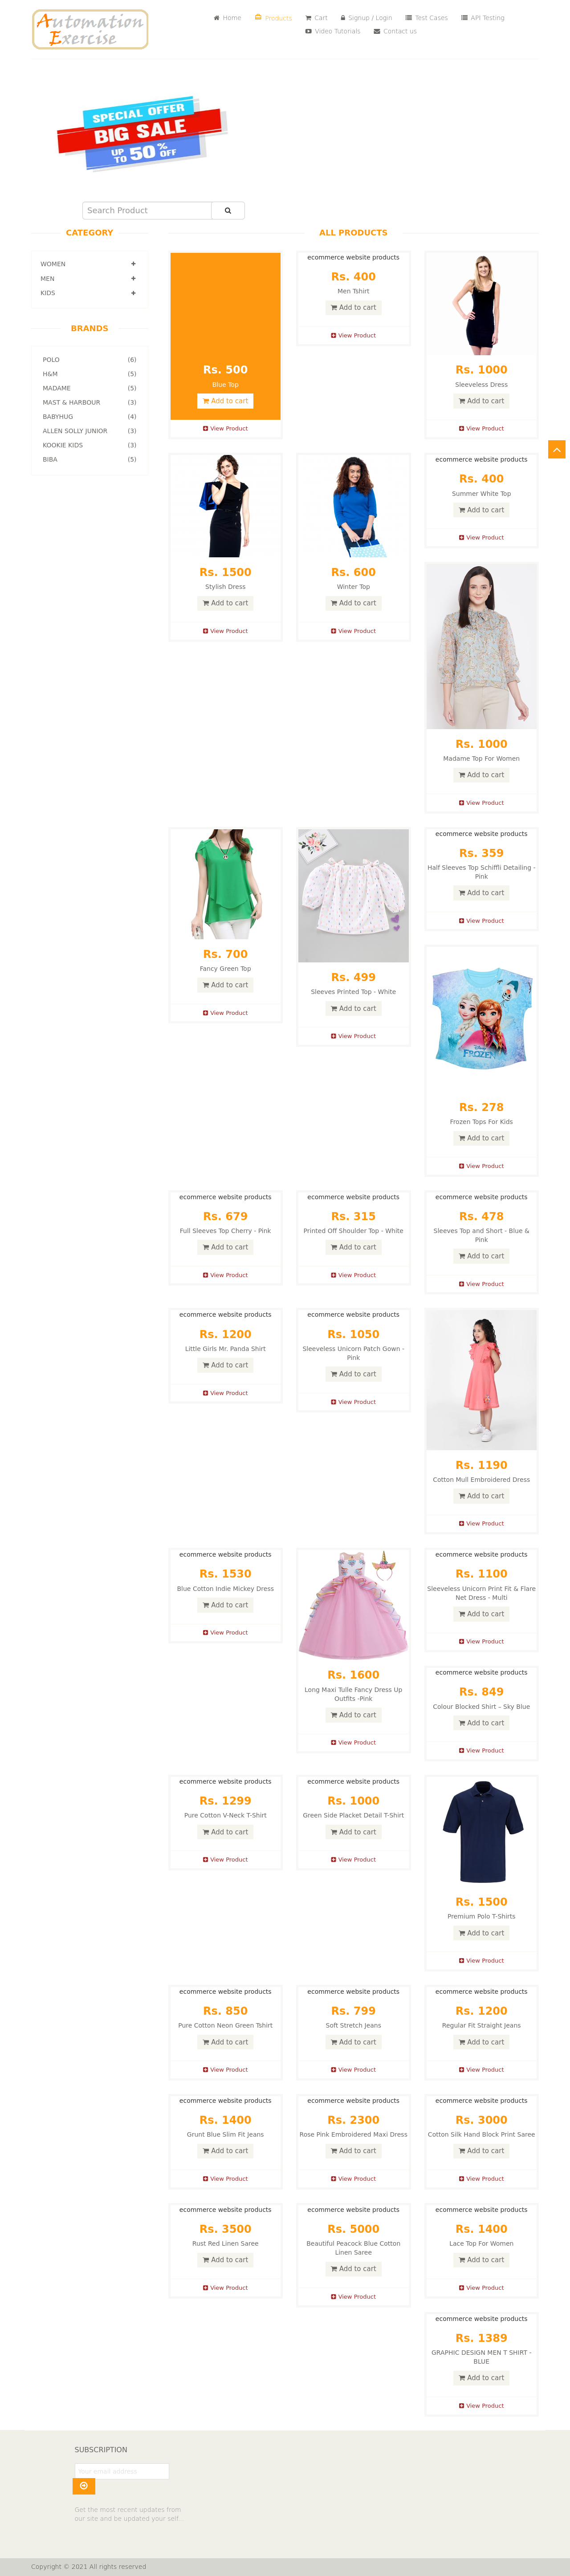 Automation
Exercise
Home
Products
Cart
Signup / Login
Test Cases
API Testing
Video Tutorials
Contact us
SPECIAL OFFER
BIG SALE
UP TO 50% OFF
Search Product
CATEGORY
WOMEN
MEN
KIDS
BRANDS
POLO (6)
H&M (5)
MADAME (5)
MAST & HARBOUR (3)
BABYHUG (4)
ALLEN SOLLY JUNIOR (3)
KOOKIE KIDS (3)
BIBA (5)
ALL PRODUCTS
Rs. 500
Blue Top
Add to cart
View Product
ecommerce website products
Rs. 400
Men Tshirt
Add to cart
View Product
Rs. 1000
Sleeveless Dress
Add to cart
View Product
Rs. 1500
Stylish Dress
Add to cart
View Product
Rs. 600
Winter Top
Add to cart
View Product
ecommerce website products
Rs. 400
Summer White Top
Add to cart
View Product
Rs. 1000
Madame Top For Women
Add to cart
View Product
Rs. 700
Fancy Green Top
Add to cart
View Product
Rs. 499
Sleeves Printed Top - White
Add to cart
View Product
ecommerce website products
Rs. 359
Half Sleeves Top Schiffli Detailing -
Pink
Add to cart
View Product
FROZEN
Rs. 278
Frozen Tops For Kids
Add to cart
View Product
ecommerce website products
Rs. 679
Full Sleeves Top Cherry - Pink
Add to cart
View Product
ecommerce website products
Rs. 315
Printed Off Shoulder Top - White
Add to cart
View Product
ecommerce website products
Rs. 478
Sleeves Top and Short - Blue &
Pink
Add to cart
View Product
ecommerce website products
Rs. 1200
Little Girls Mr. Panda Shirt
Add to cart
View Product
ecommerce website products
Rs. 1050
Sleeveless Unicorn Patch Gown -
Pink
Add to cart
View Product
Rs. 1190
Cotton Mull Embroidered Dress
Add to cart
View Product
ecommerce website products
Rs. 1530
Blue Cotton Indie Mickey Dress
Add to cart
View Product
Rs. 1600
Long Maxi Tulle Fancy Dress Up
Outfits -Pink
Add to cart
View Product
ecommerce website products
Rs. 1100
Sleeveless Unicorn Print Fit & Flare
Net Dress - Multi
Add to cart
View Product
ecommerce website products
Rs. 849
Colour Blocked Shirt – Sky Blue
Add to cart
View Product
ecommerce website products
Rs. 1299
Pure Cotton V-Neck T-Shirt
Add to cart
View Product
ecommerce website products
Rs. 1000
Green Side Placket Detail T-Shirt
Add to cart
View Product
Rs. 1500
Premium Polo T-Shirts
Add to cart
View Product
ecommerce website products
Rs. 850
Pure Cotton Neon Green Tshirt
Add to cart
View Product
ecommerce website products
Rs. 799
Soft Stretch Jeans
Add to cart
View Product
ecommerce website products
Rs. 1200
Regular Fit Straight Jeans
Add to cart
View Product
ecommerce website products
Rs. 1400
Grunt Blue Slim Fit Jeans
Add to cart
View Product
ecommerce website products
Rs. 2300
Rose Pink Embroidered Maxi Dress
Add to cart
View Product
ecommerce website products
Rs. 3000
Cotton Silk Hand Block Print Saree
Add to cart
View Product
ecommerce website products
Rs. 3500
Rust Red Linen Saree
Add to cart
View Product
ecommerce website products
Rs. 5000
Beautiful Peacock Blue Cotton
Linen Saree
Add to cart
View Product
ecommerce website products
Rs. 1400
Lace Top For Women
Add to cart
View Product
ecommerce website products
Rs. 1389
GRAPHIC DESIGN MEN T SHIRT -
BLUE
Add to cart
View Product
SUBSCRIPTION
Your email address
Get the most recent updates from
our site and be updated your self...
Copyright © 2021 All rights reserved